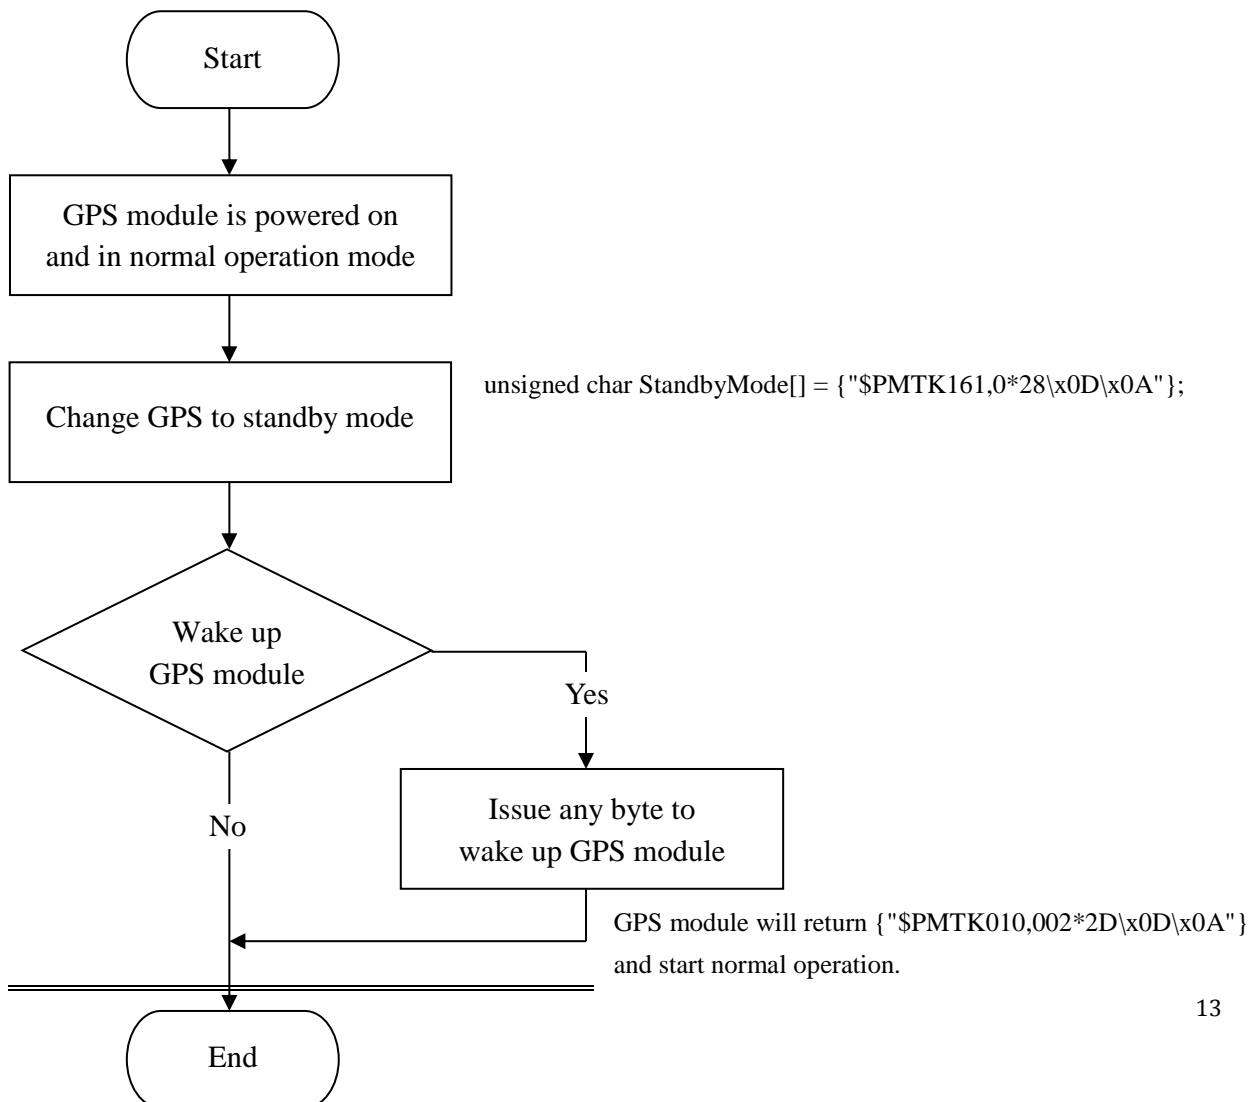 Start
GPS module is powered on
and in normal operation mode
Change GPS to standby mode
unsigned char StandbyMode[] = {"$PMTK161,0*28\x0D\x0A"};
Wake up
GPS module
Yes
Issue any byte to
wake up GPS module
No
GPS module will return {"$PMTK010,002*2D\x0D\x0A"}
and start normal operation.
13
End